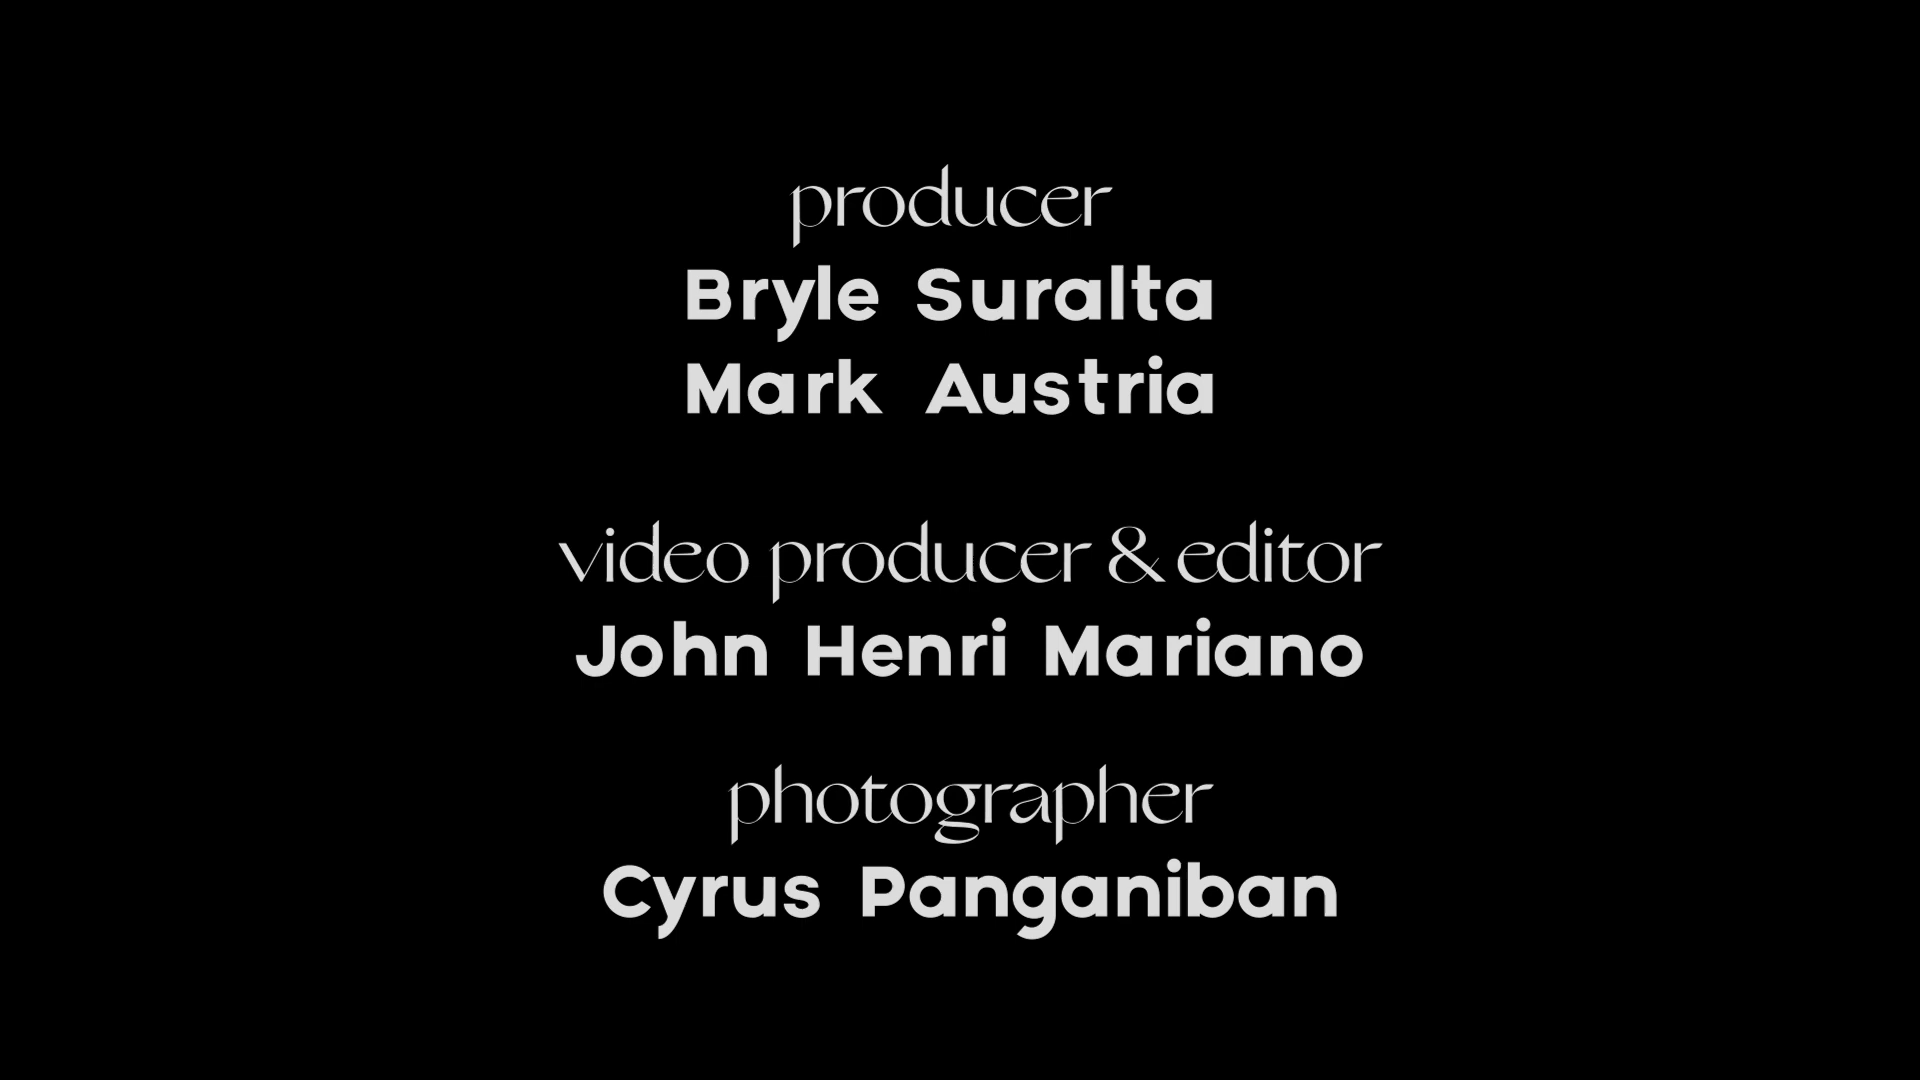 producer
Bryle Suralta
Mark Austria
video producer & editor
John Henri Mariano
photographer
Cyrus Panganiban